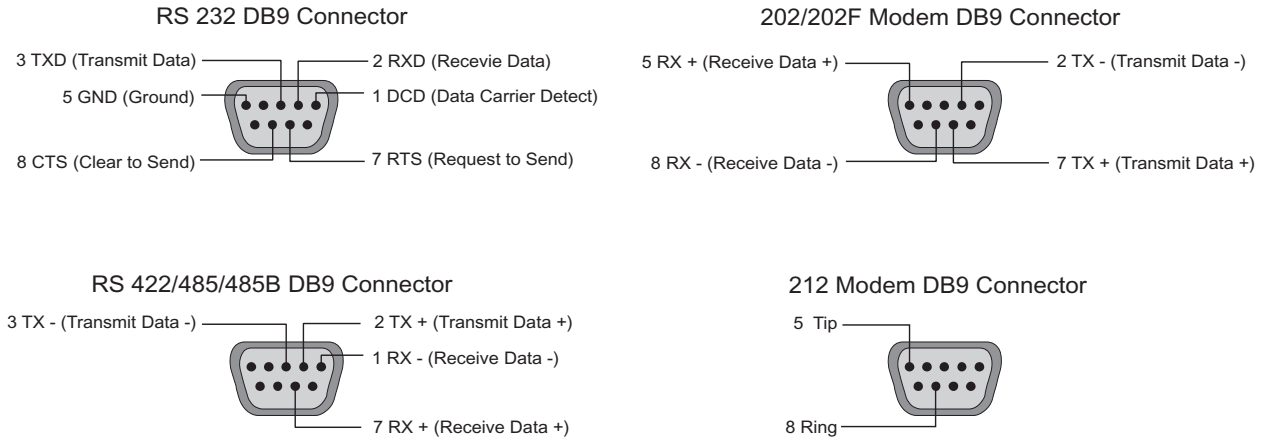 RS 232 DB9 Connector
3 TXD (Transmit Data)
2 RXD (Recevie Data)
5 GND (Ground)
1 DCD (Data Carrier Detect)
8 CTS (Clear to Send)
7 RTS (Request to Send)
202/202F Modem DB9 Connector
5 RX + (Receive Data +)
2 TX - (Transmit Data -)
8 RX - (Receive Data -)
7 TX + (Transmit Data +)
RS 422/485/485B DB9 Connector
3 TX - (Transmit Data -)
2 TX + (Transmit Data +)
1 RX - (Receive Data -)
7 RX + (Receive Data +)
212 Modem DB9 Connector
5 Tip
8 Ring